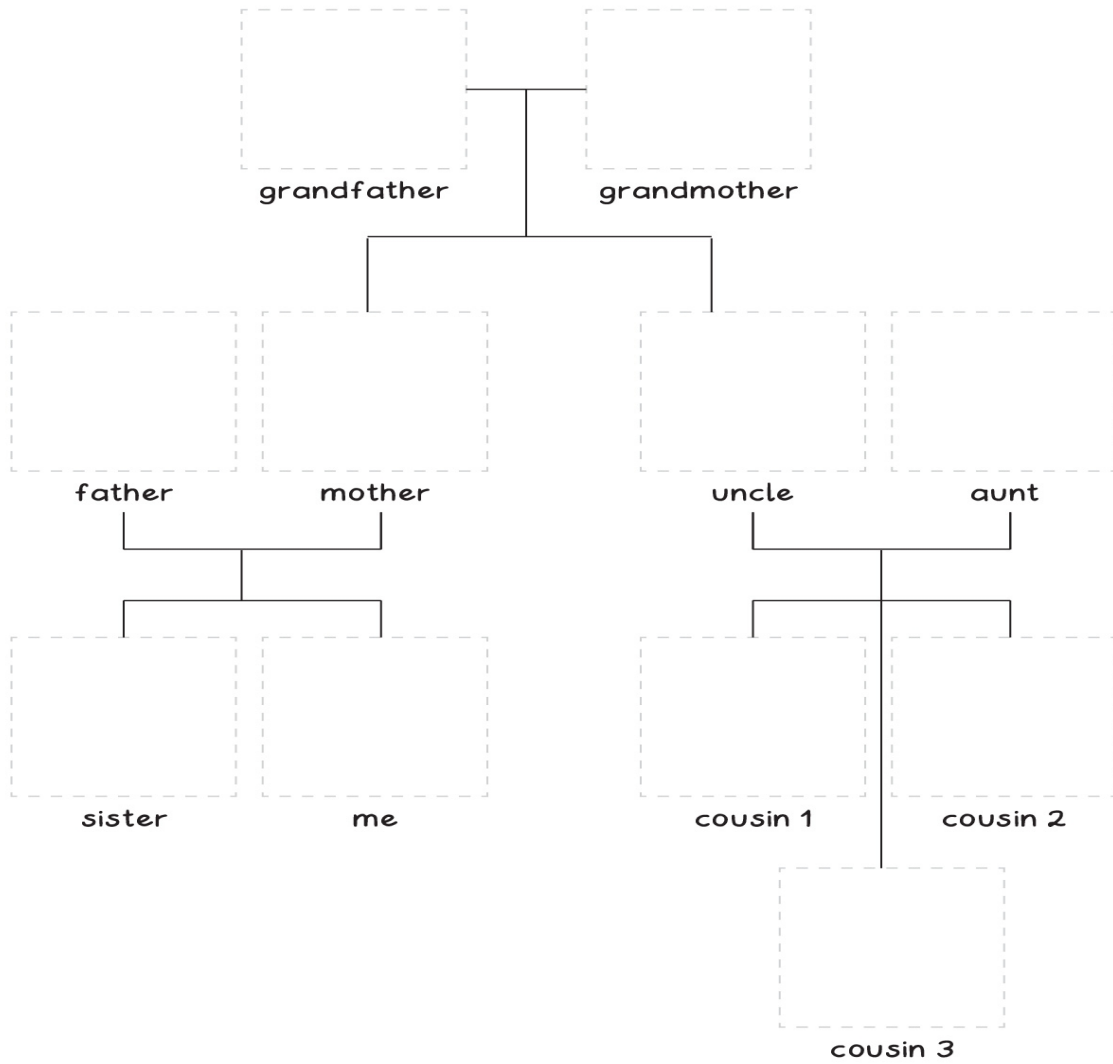 grandfather grandmother
father mother uncle aunt
sister me cousin 1 cousin 2
cousin 3